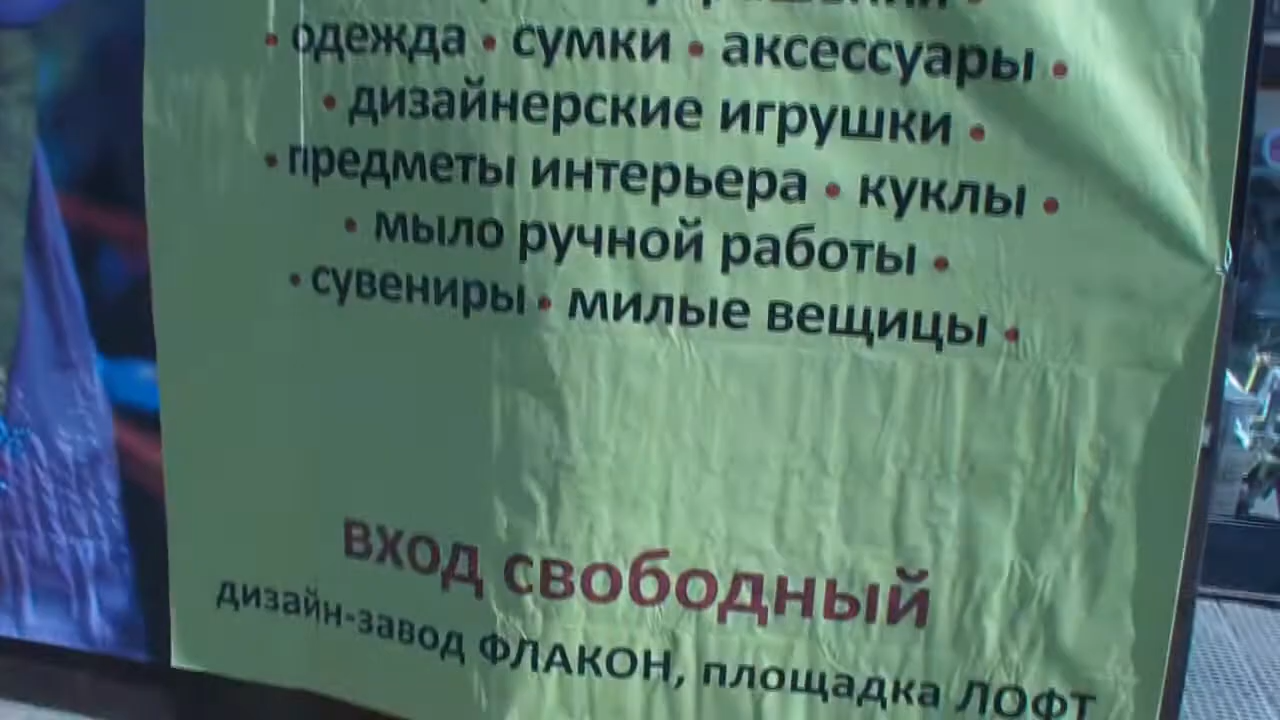 • одежда • сумки • аксессуары •
• дизайнерские игрушки •
• предметы интерьера • куклы •
• мыло ручной работы •
• сувениры • милые вещицы •
вход свободный
дизайн-завод ФЛАКОН, площадка ЛОФТ